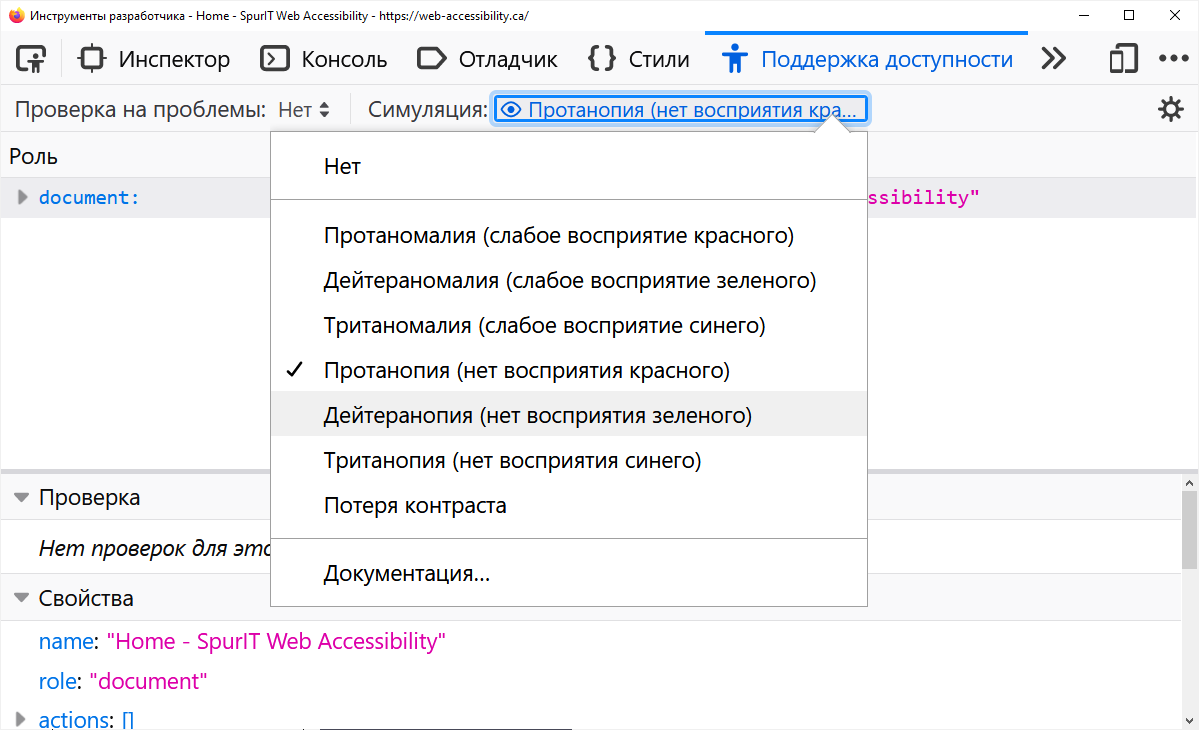 Инструменты разработчика - Home - SpurIT Web Accessibility - https://web-accessibility.ca/
Инспектор Консоль Отладчик Стили Поддержка доступности
Проверка на проблемы: Нет Симуляция: Протанопия (нет восприятия кра...
Роль
document: ssibility"
Нет
Протаномалия (слабое восприятие красного)
Дейтераномалия (слабое восприятие зеленого)
Тританомалия (слабое восприятие синего)
Протанопия (нет восприятия красного)
Дейтеранопия (нет восприятия зеленого)
Тританопия (нет восприятия синего)
Потеря контраста
Документация...
Проверка
Нет проверок для это
Свойства
name: "Home - SpurIT Web Accessibility"
role: "document"
actions: []